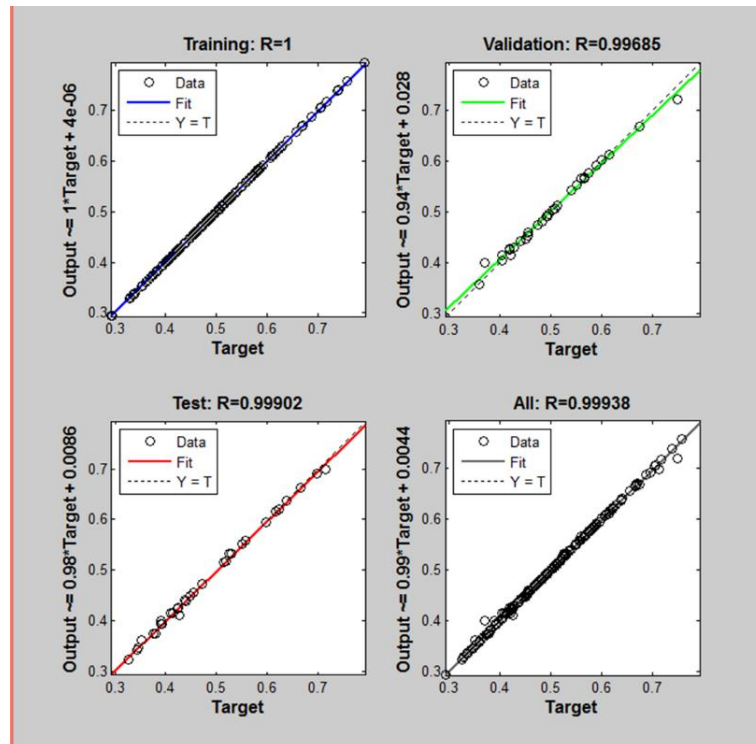 Training: R=1
Output ~= 1*Target + 4e-06
Data
Fit
Y = T
0.7
0.6
0.5
0.4
0.3
0.3 0.4 0.5 0.6 0.7
Target
Validation: R=0.99685
Output ~= 0.94*Target + 0.028
Data
Fit
Y = T
0.7
0.6
0.5
0.4
0.3
0.3 0.4 0.5 0.6 0.7
Target
Test: R=0.99902
Output ~= 0.98*Target + 0.0086
Data
Fit
Y = T
0.7
0.6
0.5
0.4
0.3
0.3 0.4 0.5 0.6 0.7
Target
All: R=0.99938
Output ~= 0.99*Target + 0.0044
Data
Fit
Y = T
0.7
0.6
0.5
0.4
0.3
0.3 0.4 0.5 0.6 0.7
Target